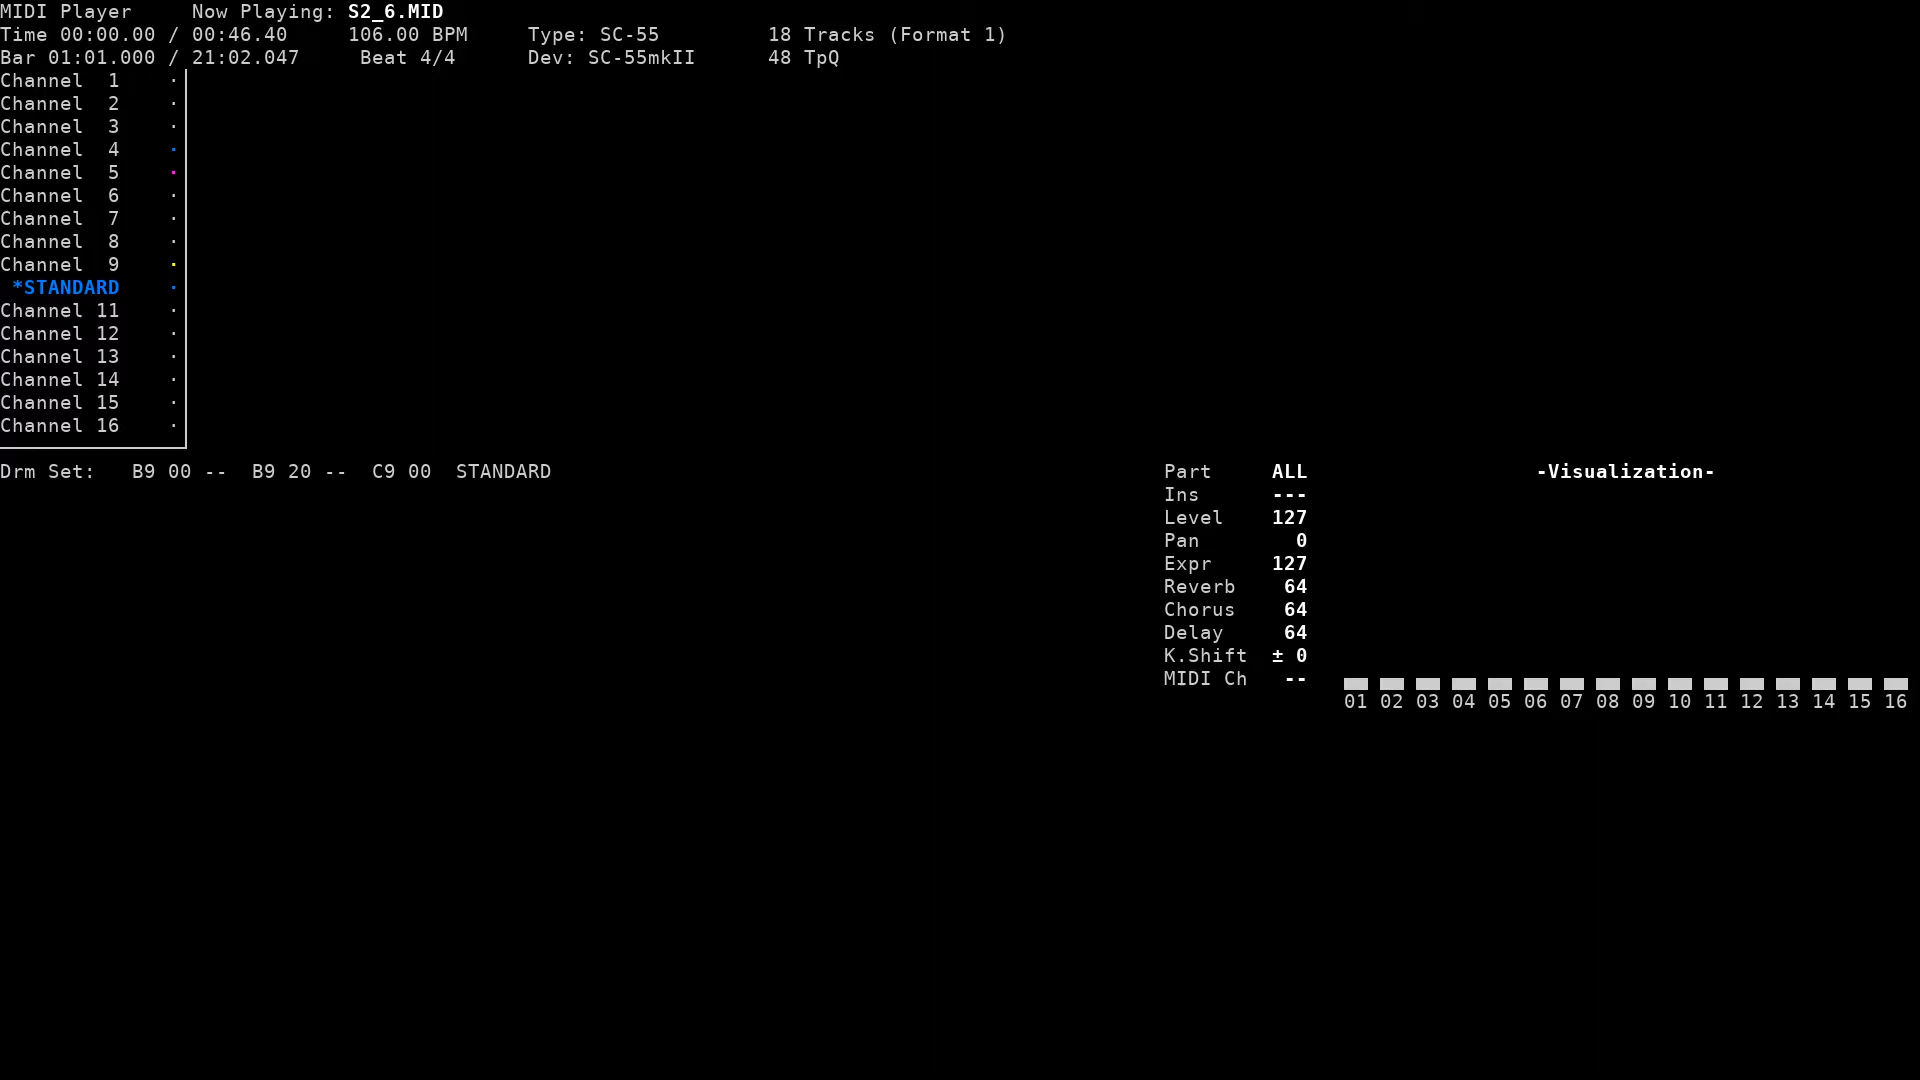 MIDI Player     Now Playing: S2_6.MID
Time 00:00.00 / 00:46.40     106.00 BPM     Type: SC-55         18 Tracks (Format 1)
Bar 01:01.000 / 21:02.047     Beat 4/4      Dev: SC-55mkII      48 TpQ
Channel  1    ·
Channel  2    ·
Channel  3    ·
Channel  4    ·
Channel  5    ·
Channel  6    ·
Channel  7    ·
Channel  8    ·
Channel  9    ·
*STANDARD    ·
Channel 11    ·
Channel 12    ·
Channel 13    ·
Channel 14    ·
Channel 15    ·
Channel 16    ·
Drm Set:   B9 00 --  B9 20 --  C9 00  STANDARD
Part     ALL
Ins      ---
Level    127
Pan        0
Expr     127
Reverb    64
Chorus    64
Delay     64
K.Shift  ± 0
MIDI Ch   --
-Visualization-
01 02 03 04 05 06 07 08 09 10 11 12 13 14 15 16